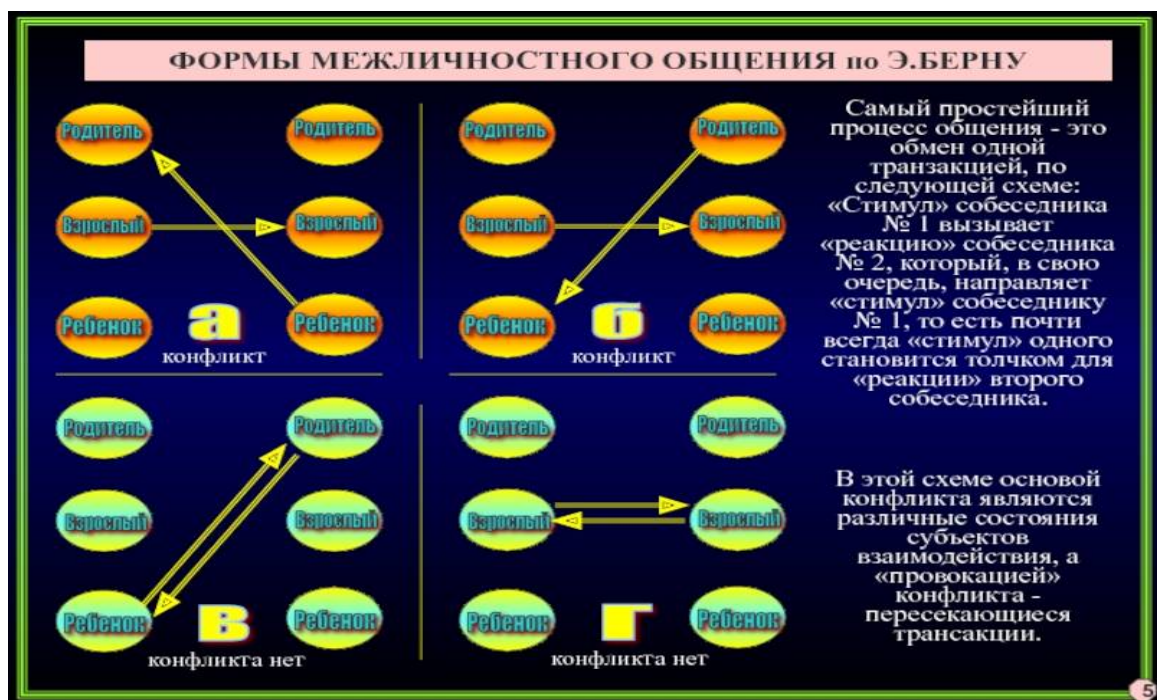 ФОРМЫ МЕЖЛИЧНОСТНОГО ОБЩЕНИЯ по Э.БЕРНУ
Родитель
Родитель
Взрослый
Взрослый
Ребенок
а
Ребенок
конфликт
Родитель
Родитель
Взрослый
Взрослый
Ребенок
б
Ребенок
конфликт
Родитель
Родитель
Взрослый
Взрослый
Ребенок
в
Ребенок
конфликта нет
Родитель
Родитель
Взрослый
Взрослый
Ребенок
г
Ребенок
конфликта нет
Самый простейший
процесс общения - это
обмен одной
транзакцией, по
следующей схеме:
«Стимул» собеседника
№ 1 вызывает
«реакцию» собеседника
№ 2, который, в свою
очередь, направляет
«стимул» собеседнику
№ 1, то есть почти
всегда «стимул» одного
становится толчком для
«реакции» второго
собеседника.
В этой схеме основой
конфликта являются
различные состояния
субъектов
взаимодействия, а
«провокацией»
конфликта -
пересекающиеся
трансакции.
5